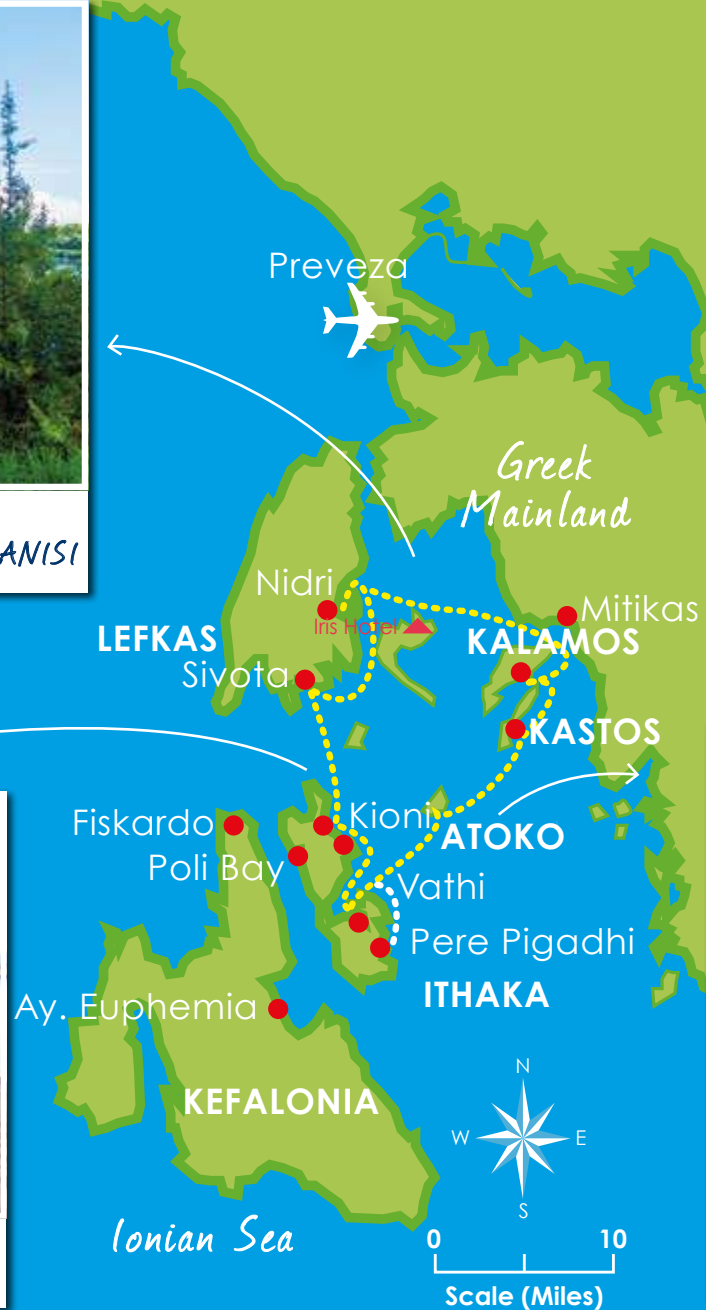 Preveza
Greek
Mainland
ANISI
Nidri
Mitikas
Iris Hotel
LEFKAS
KALAMOS
Sivota
KASTOS
Fiskardo
Kioni
ATOKO
Poli Bay
Vathi
Pere Pigadhi
ITHAKA
Ay. Euphemia
N
KEFALONIA
W
E
S
Ionian Sea
0
10
Scale (Miles)